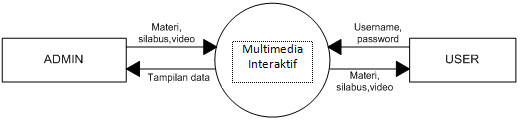 Materi,
silabus,video
ADMIN
Tampilan data
Multimedia
Interaktif
Username,
password
USER
Materi,
silabus,video